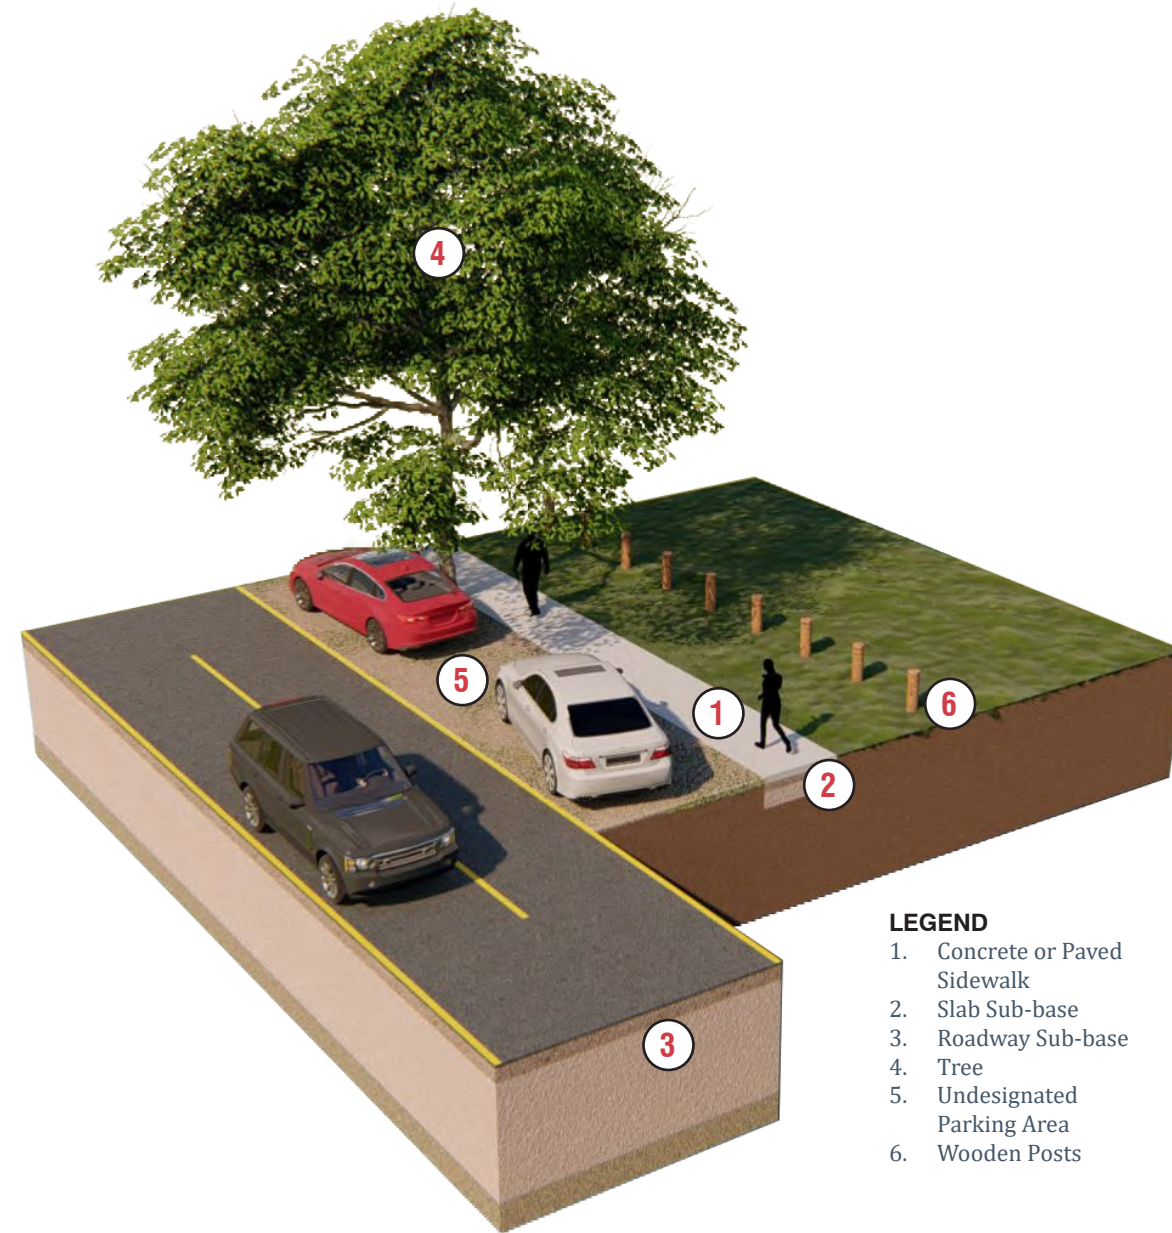 4
5
1
6
2
3
LEGEND
1. Concrete or Paved
Sidewalk
2. Slab Sub-base
3. Roadway Sub-base
4. Tree
5. Undesignated
Parking Area
6. Wooden Posts